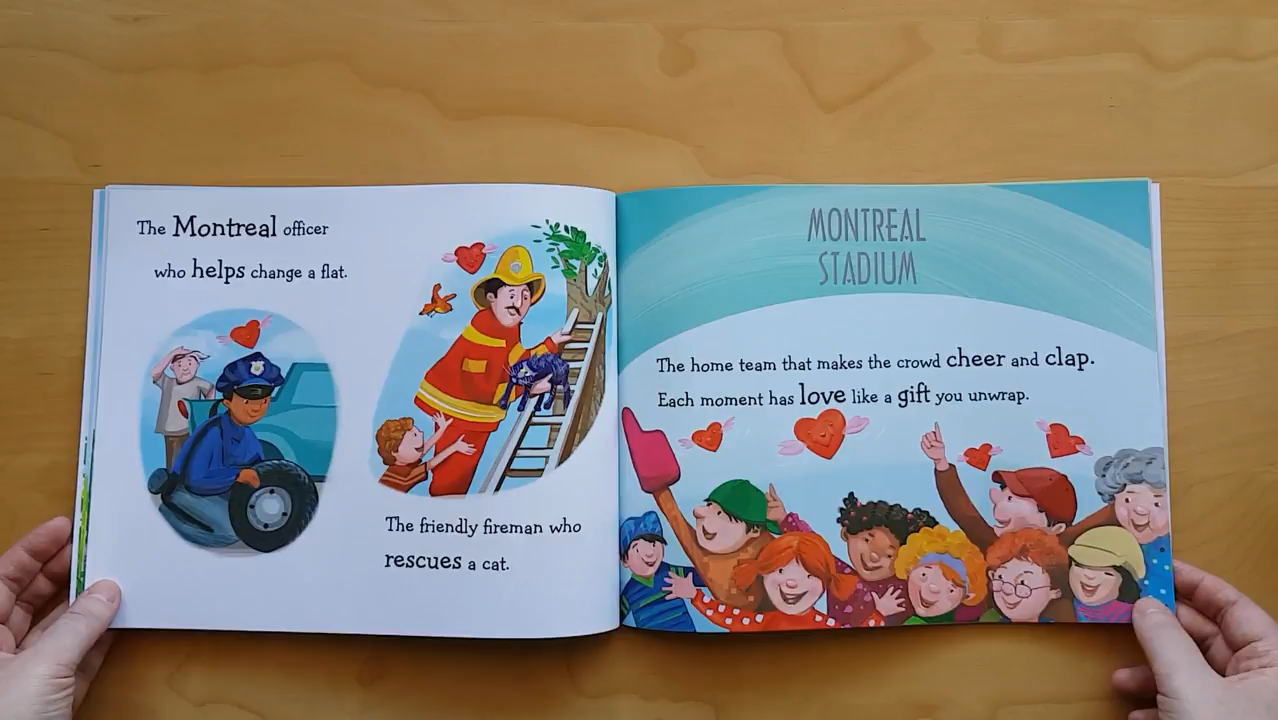 The Montreal officer
who helps change a flat.
The friendly fireman who
rescues a cat.
MONTREAL
STADIUM
The home team that makes the crowd cheer and clap.
Each moment has love like a gift you unwrap.